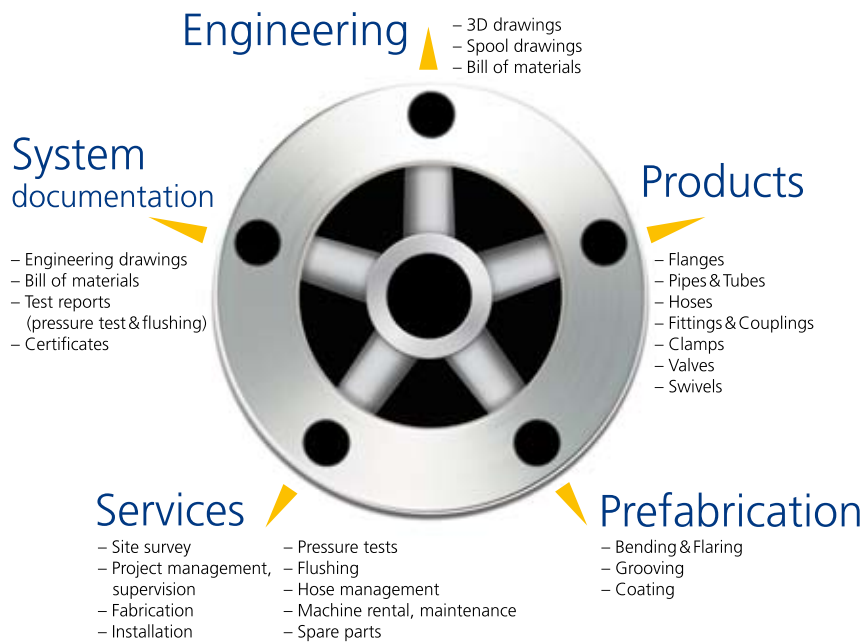 Engineering
– 3D drawings
– Spool drawings
– Bill of materials
System
documentation
– Engineering drawings
– Bill of materials
– Test reports
(pressure test & flushing)
– Certificates
Products
– Flanges
– Pipes & Tubes
– Hoses
– Fittings & Couplings
– Clamps
– Valves
– Swivels
Services
– Site survey
– Project management,
supervision
– Fabrication
– Installation
– Pressure tests
– Flushing
– Hose management
– Machine rental, maintenance
– Spare parts
Prefabrication
– Bending & Flaring
– Grooving
– Coating